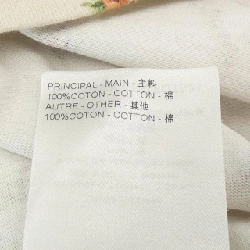 PRINCIPAL - MAIN - 主料
100%COTON - COTTON - 棉
AUTRE - OTHER - 其他
100%COTON - COTTON - 棉